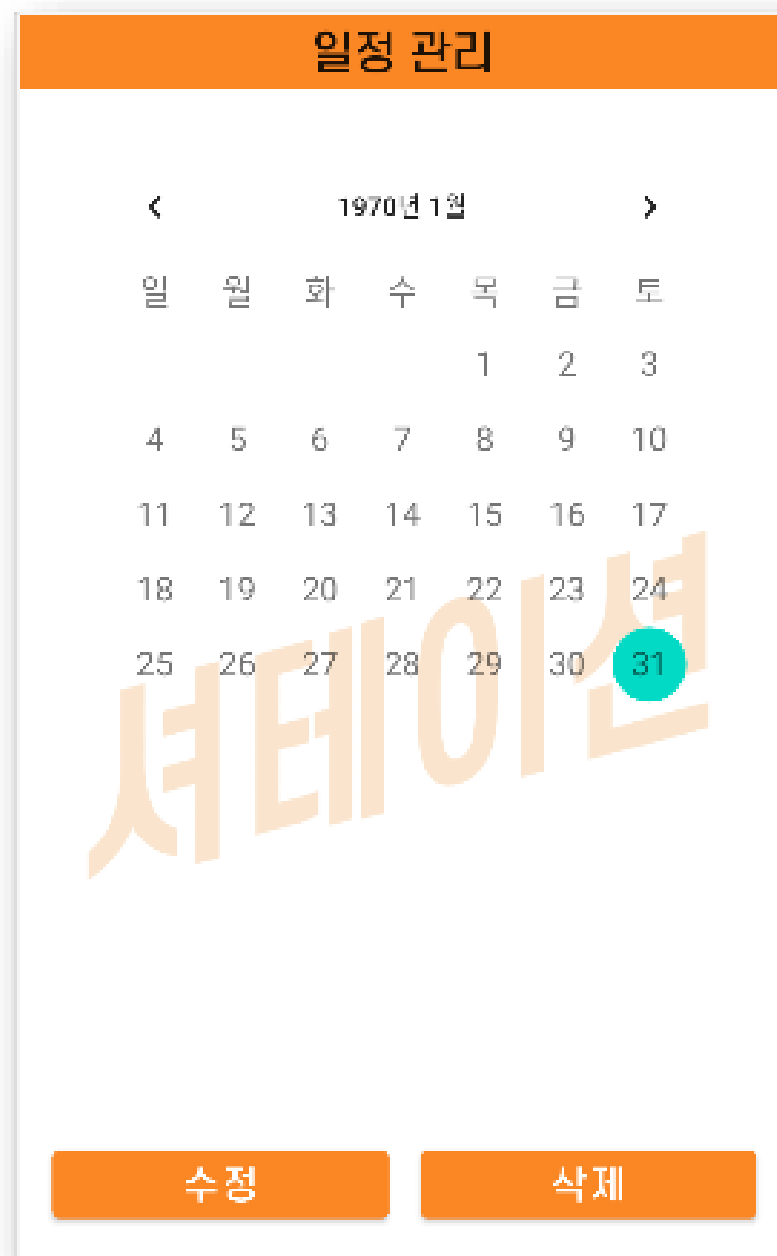 일정 관리
< 1970년 1월 >
일 월 화 수 목 금 토
1 2 3
4 5 6 7 8 9 10
11 12 13 14 15 16 17
18 19 20 21 22 23 24
25 26 27 28 29 30 31
셔테이션
수정 삭제